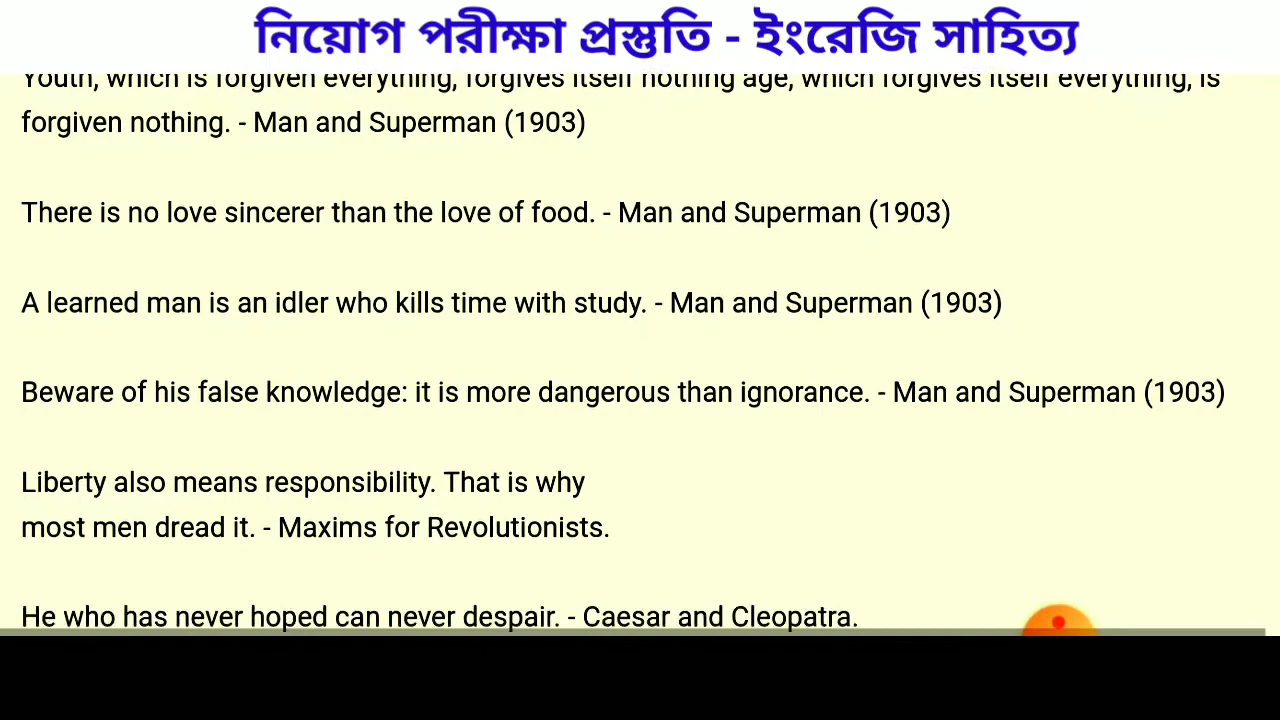 নিয়োগ পরীক্ষা প্রস্তুতি - ইংরেজি সাহিত্য
Youth, which is forgiven everything, forgives itself nothing age, which forgives itself everything, is
forgiven nothing. - Man and Superman (1903)
There is no love sincerer than the love of food. - Man and Superman (1903)
A learned man is an idler who kills time with study. - Man and Superman (1903)
Beware of his false knowledge: it is more dangerous than ignorance. - Man and Superman (1903)
Liberty also means responsibility. That is why
most men dread it. - Maxims for Revolutionists.
He who has never hoped can never despair. - Caesar and Cleopatra.